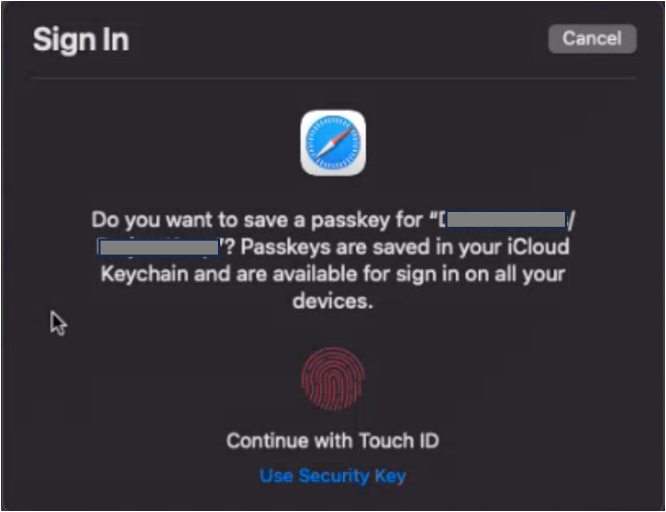 Sign In
Cancel
Do you want to save a passkey for “D /
”? Passkeys are saved in your iCloud
Keychain and are available for sign in on all your
devices.
Continue with Touch ID
Use Security Key